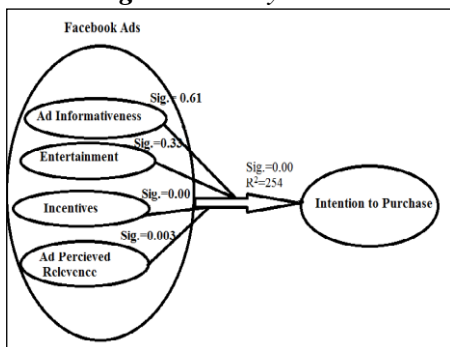 Facebook Ads
Sig.= 0.61
Ad Informativeness
Sig.=0.33
Entertainment
Sig.=0.00
R²=254
Sig.=0.00
Incentives
Intention to Purchase
Sig.=0.003
Ad Percieved
Relevence